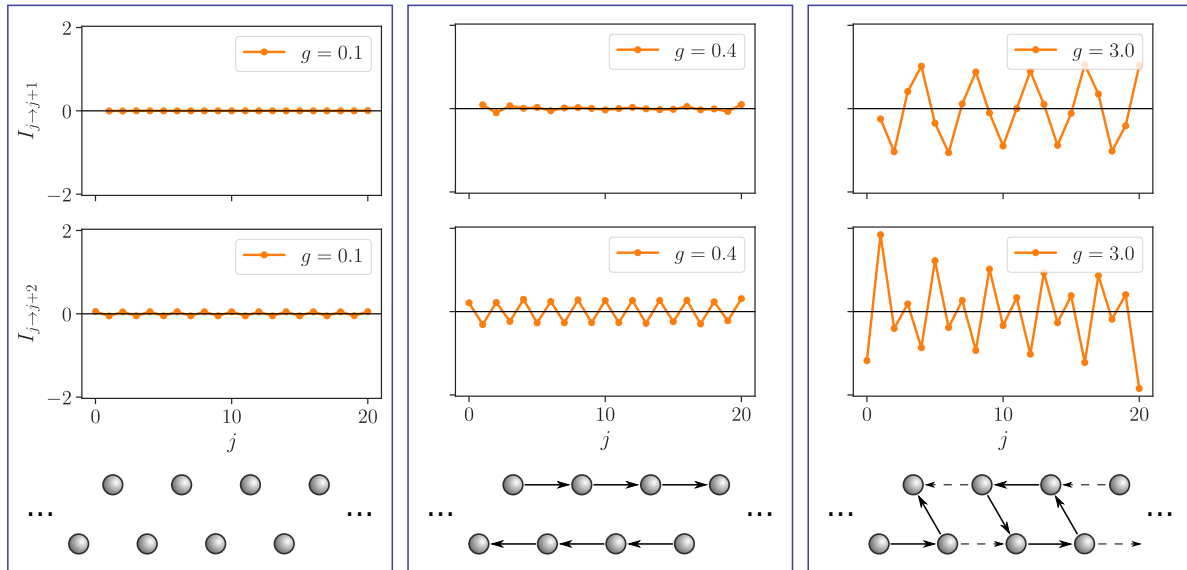 2
0
−2
I_{j→j+1}
g = 0.1
g = 0.4
g = 3.0
2
0
−2
I_{j→j+2}
g = 0.1
g = 0.4
g = 3.0
0 10 20
0 10 20
0 10 20
j
j
j
... ...
... ...
... ...